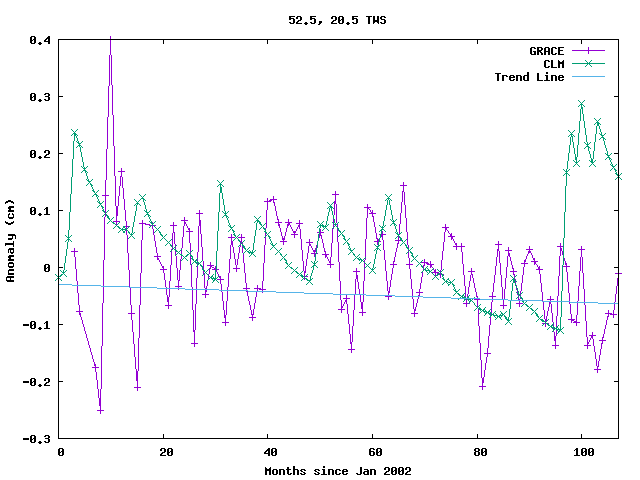 52.5, 20.5 TWS
GRACE
CLM
Trend Line
0.4
0.3
0.2
0.1
0
-0.1
-0.2
-0.3
Anomaly (cm)
0 20 40 60 80 100
Months since Jan 2002